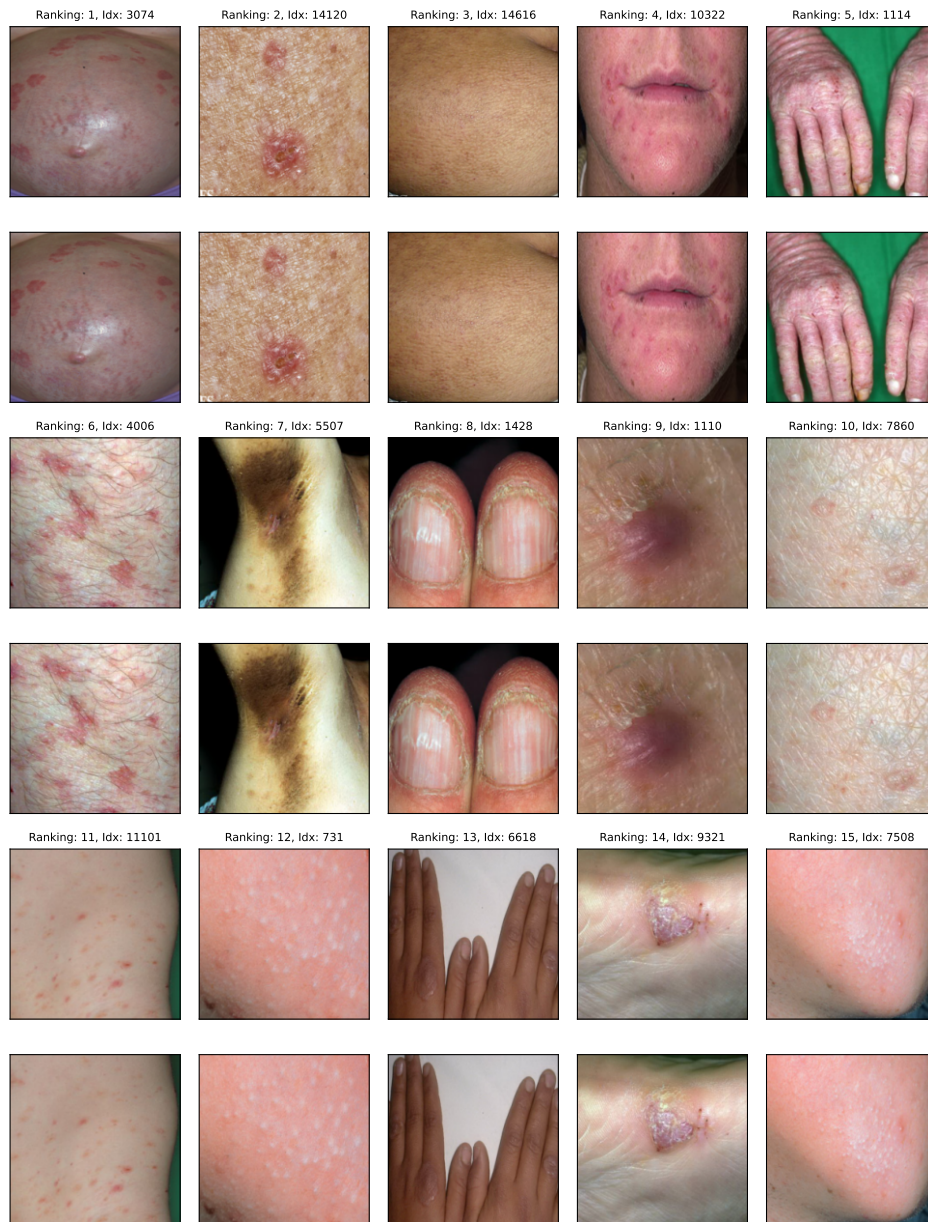 Ranking: 1, Idx: 3074
Ranking: 2, Idx: 14120
Ranking: 3, Idx: 14616
Ranking: 4, Idx: 10322
Ranking: 5, Idx: 1114
Ranking: 6, Idx: 4006
Ranking: 7, Idx: 5507
Ranking: 8, Idx: 1428
Ranking: 9, Idx: 1110
Ranking: 10, Idx: 7860
Ranking: 11, Idx: 11101
Ranking: 12, Idx: 731
Ranking: 13, Idx: 6618
Ranking: 14, Idx: 9321
Ranking: 15, Idx: 7508